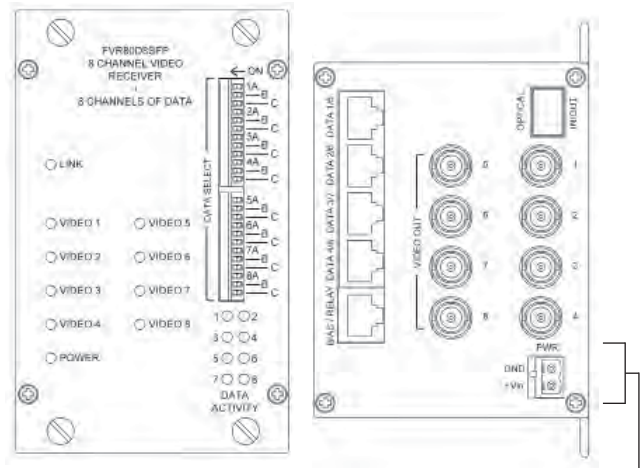 FVR80D8SFP
8 CHANNEL VIDEO
RECEIVER
8 CHANNELS OF DATA
ON
1A
B
C
2A
B
C
3A
B
C
4A
B
C
5A
B
C
6A
B
C
7A
B
C
8A
B
C
DATA SELECT
LINK
VIDEO 1
VIDEO 5
VIDEO 2
VIDEO 6
VIDEO 3
VIDEO 7
VIDEO 4
VIDEO 8
POWER
1 2
3 4
5 6
7 8
DATA
ACTIVITY
DATA 1/5
DATA 2/6
DATA 3/7
DATA 4/8
BIAS / RELAY
VIDEO OUT
OPTICAL
IN/OUT
5
1
6
2
7
3
8
4
PWR
GND
+Vin